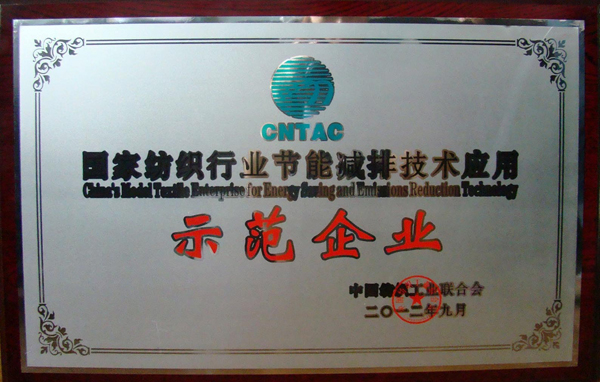 CNTAC
国家纺织行业节能减排技术应用
China's Model Textile Enterprise for Energy Saving and Emissions Reduction Technology
示范企业
中国纺织工业联合会
二〇一二年九月